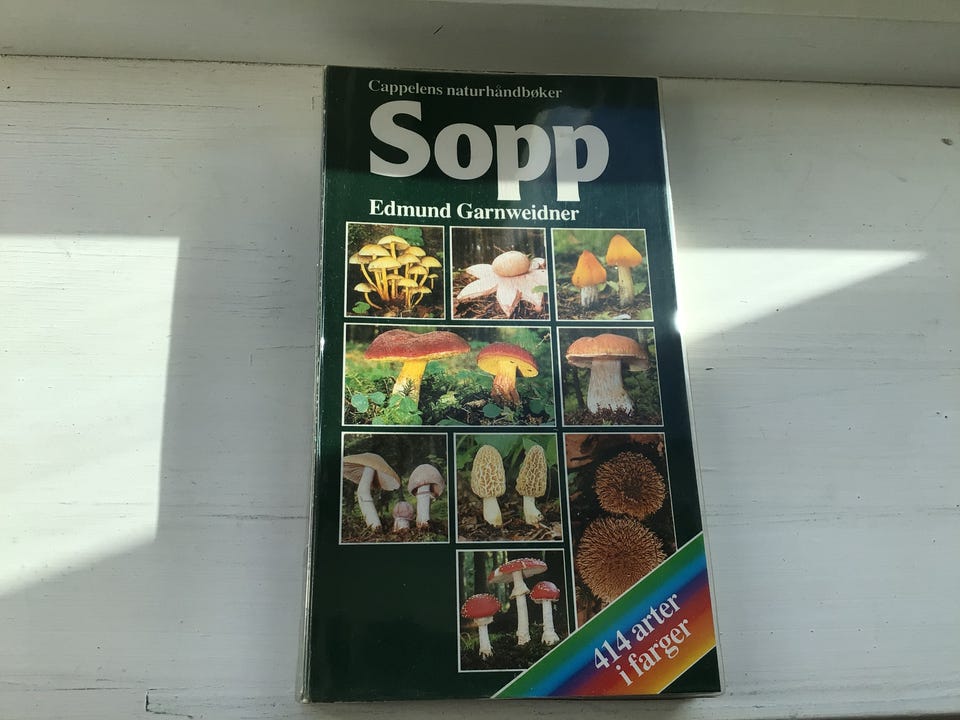 Cappelens naturhåndbøker
Sopp
Edmund Garnweidner
414 arter
i farger